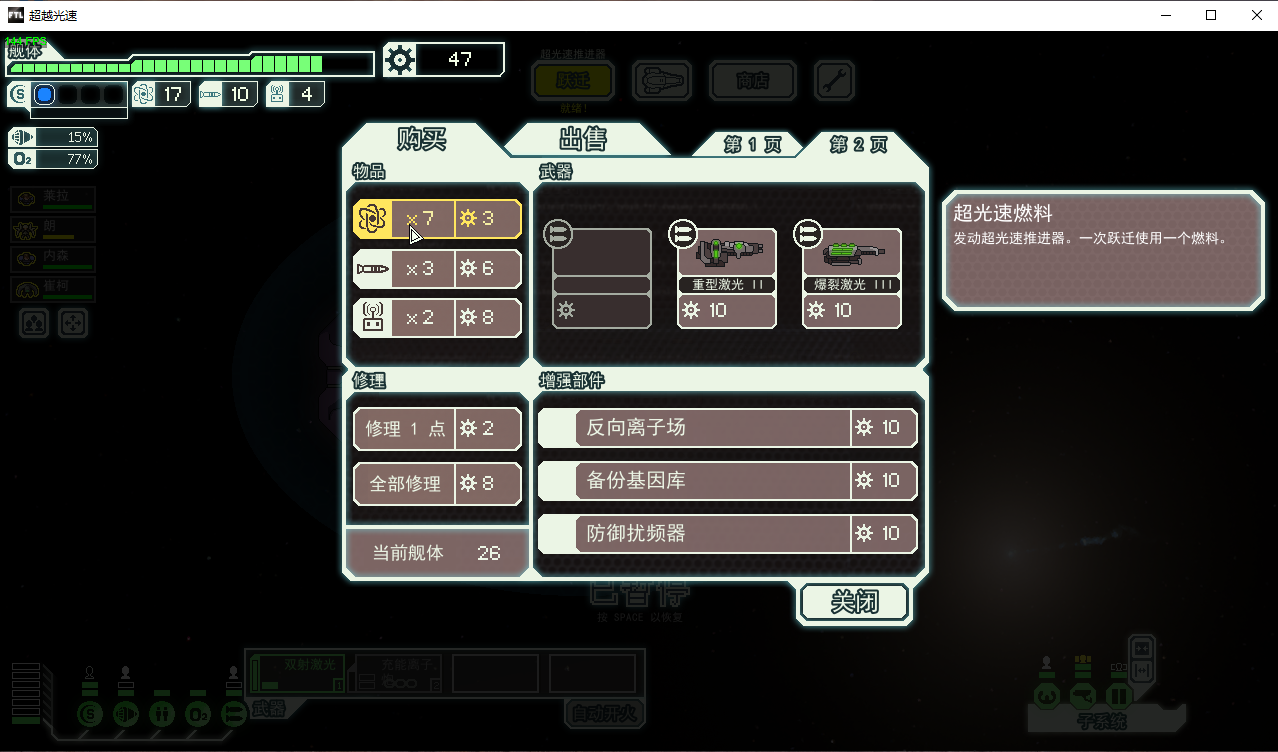 超越光速
144 FPS
舰体
47
17
10
4
15%
O₂ 77%
莱拉
朗
内森
崔柯
超光速推进器
跃迁
就绪！
商店
购买
出售
第 1 页
第 2 页
物品
x 7 3
x 3 6
x 2 8
武器
重型激光 II
10
爆裂激光 III
10
修理
修理 1 点 2
全部修理 8
当前舰体 26
增强部件
反向离子场 10
备份基因库 10
防御扰频器 10
关闭
超光速燃料
发动超光速推进器。一次跃迁使用一个燃料。
已暂停
按 SPACE 以恢复
双射激光
1
武器
自动开火
子系统